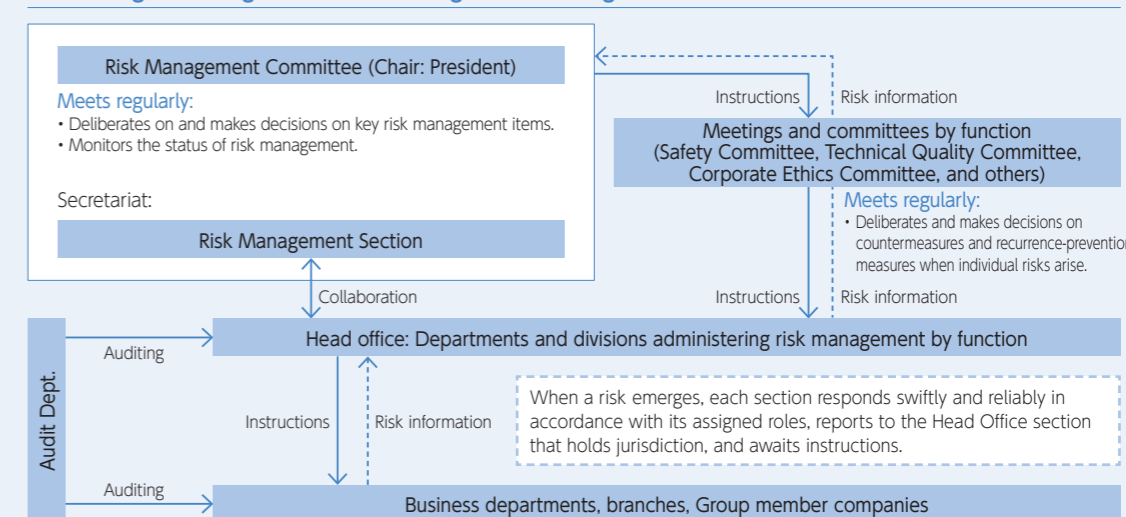 Risk Management Committee (Chair: President)
Meets regularly:
• Deliberates on and makes decisions on key risk management items.
• Monitors the status of risk management.
Secretariat:
Risk Management Section
Instructions
Risk information
Meetings and committees by function
(Safety Committee, Technical Quality Committee,
Corporate Ethics Committee, and others)
Meets regularly:
• Deliberates and makes decisions on
countermeasures and recurrence-prevention
measures when individual risks arise.
Collaboration
Instructions
Risk information
Audit Dept.
Auditing
Head office: Departments and divisions administering risk management by function
Instructions
Risk information
When a risk emerges, each section responds swiftly and reliably in
accordance with its assigned roles, reports to the Head Office section
that holds jurisdiction, and awaits instructions.
Auditing
Business departments, branches, Group member companies